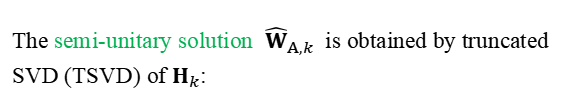 The semi-unitary solution Ŵ_{A,k} is obtained by truncated
SVD (TSVD) of H_k: